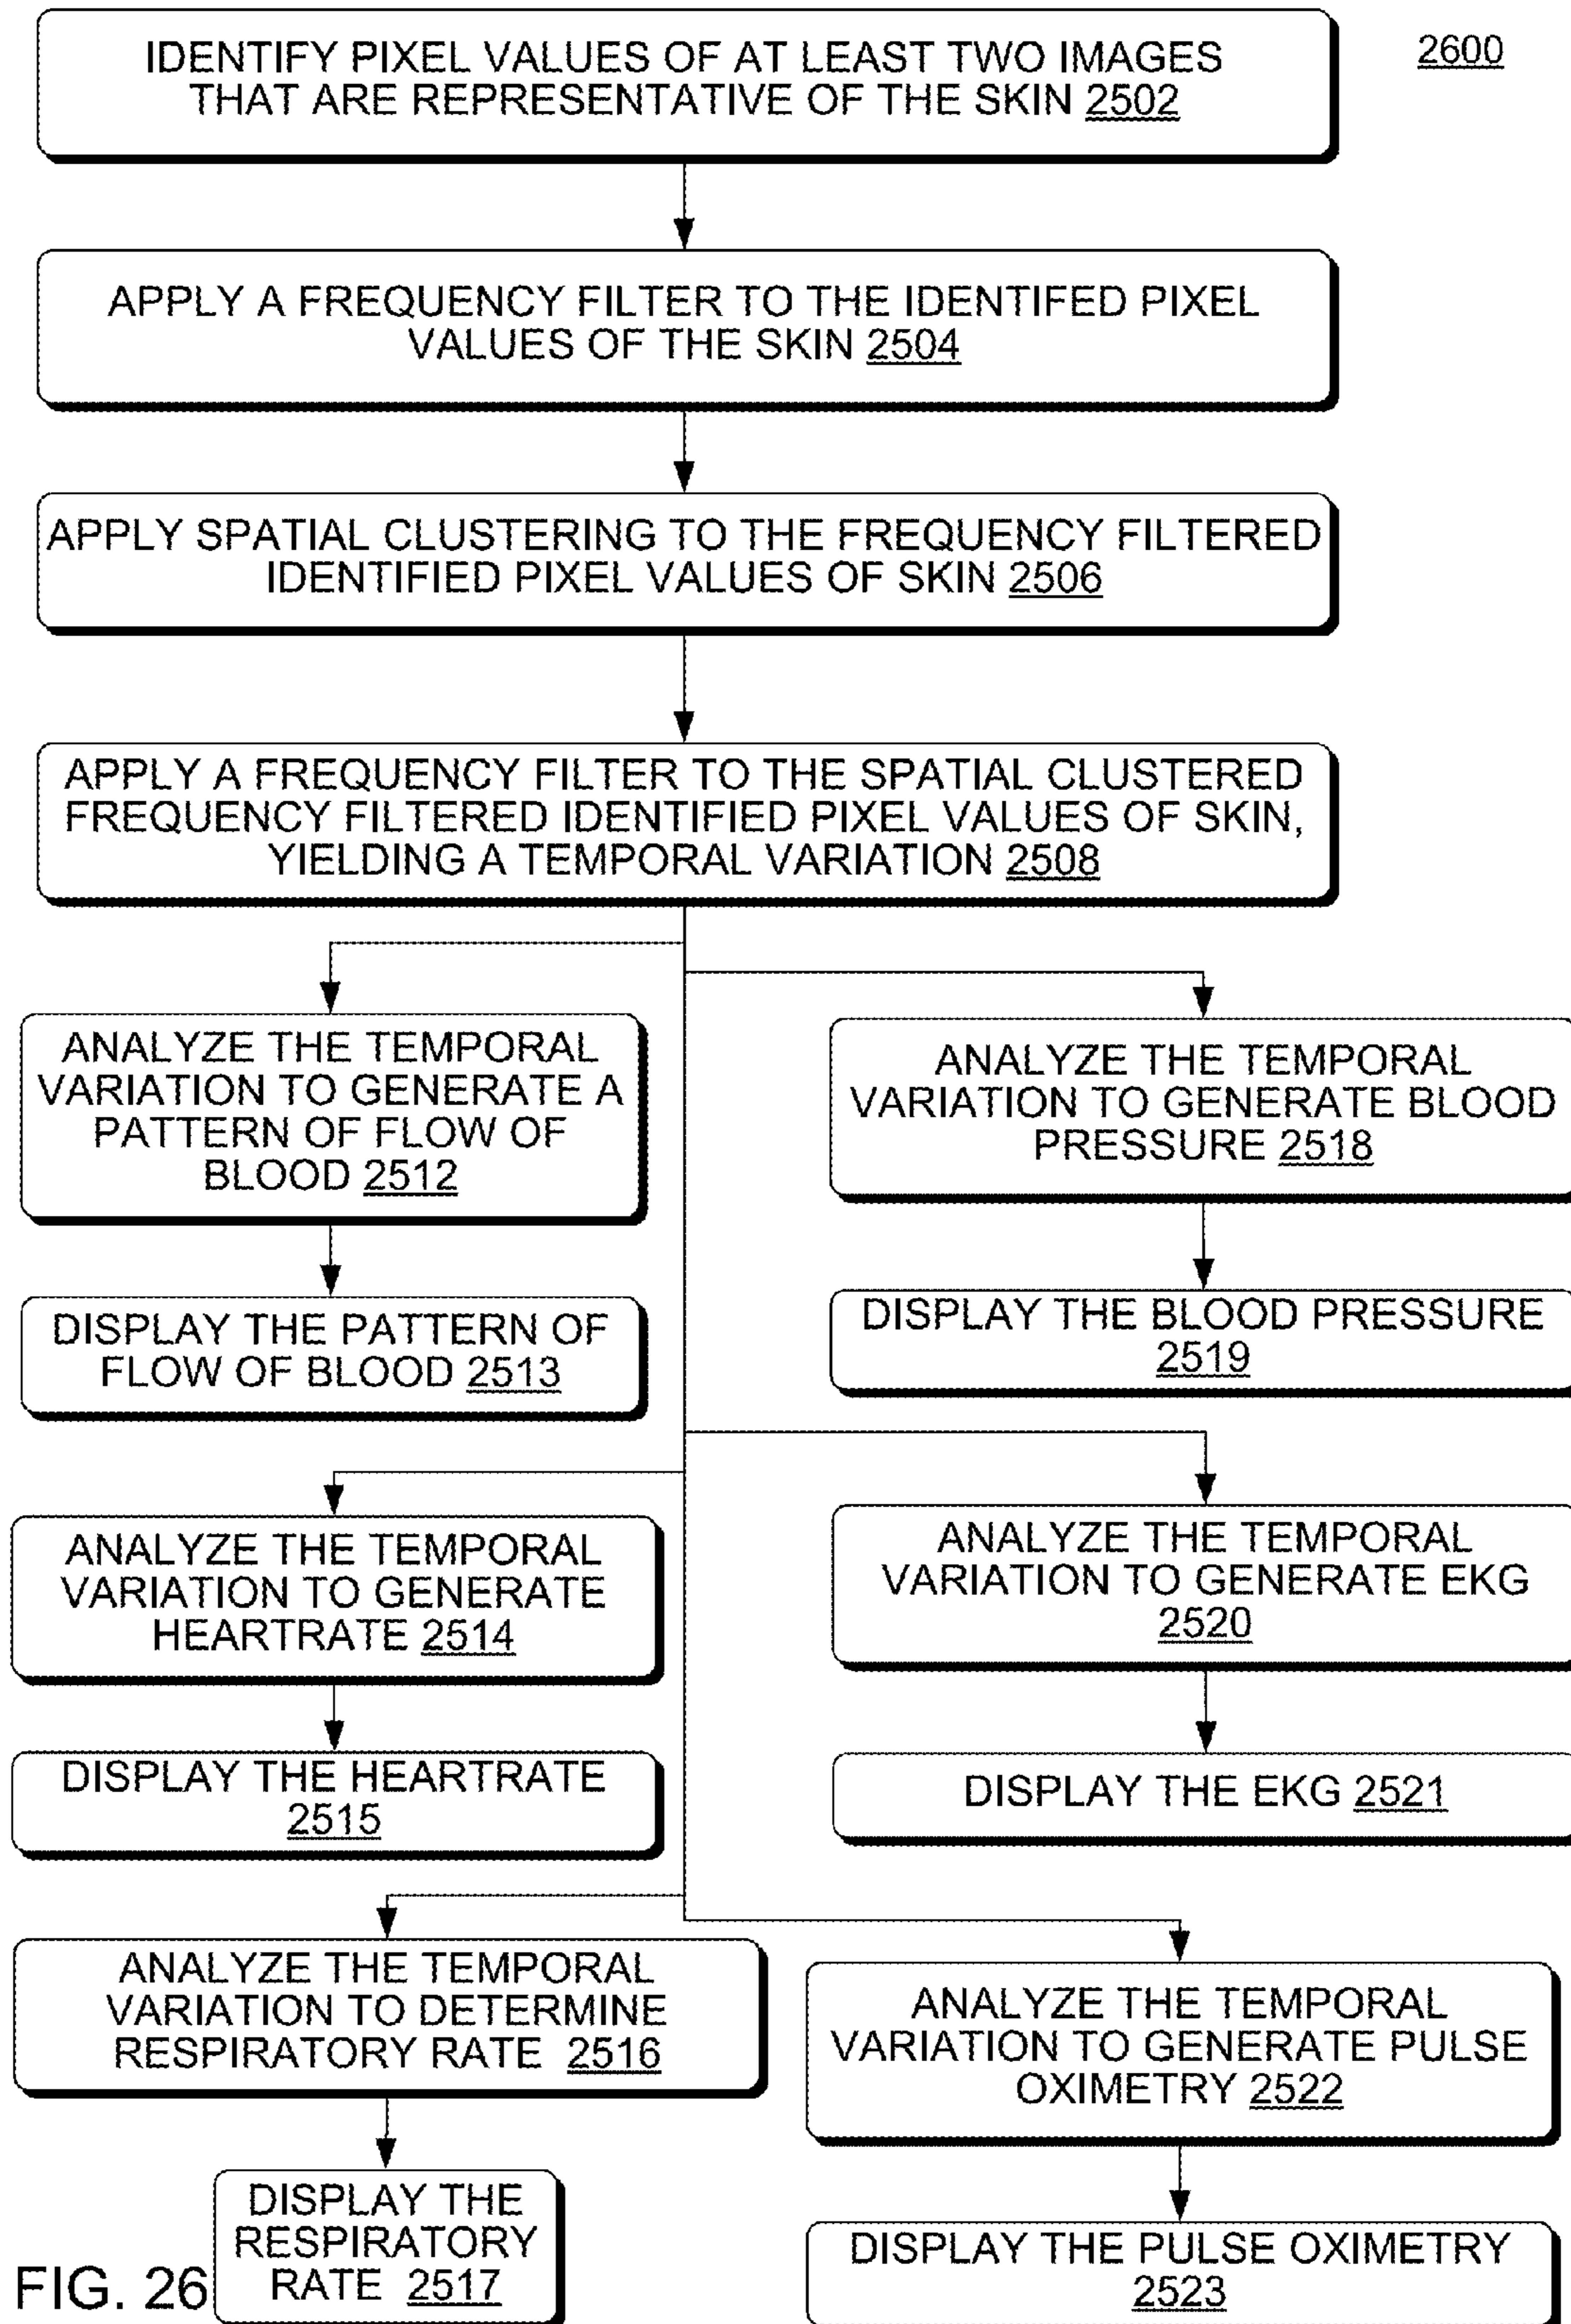 2600
IDENTIFY PIXEL VALUES OF AT LEAST TWO IMAGES
THAT ARE REPRESENTATIVE OF THE SKIN 2502
APPLY A FREQUENCY FILTER TO THE IDENTIFED PIXEL
VALUES OF THE SKIN 2504
APPLY SPATIAL CLUSTERING TO THE FREQUENCY FILTERED
IDENTIFIED PIXEL VALUES OF SKIN 2506
APPLY A FREQUENCY FILTER TO THE SPATIAL CLUSTERED
FREQUENCY FILTERED IDENTIFIED PIXEL VALUES OF SKIN,
YIELDING A TEMPORAL VARIATION 2508
ANALYZE THE TEMPORAL
VARIATION TO GENERATE A
PATTERN OF FLOW OF
BLOOD 2512
DISPLAY THE PATTERN OF
FLOW OF BLOOD 2513
ANALYZE THE TEMPORAL
VARIATION TO GENERATE BLOOD
PRESSURE 2518
DISPLAY THE BLOOD PRESSURE
2519
ANALYZE THE TEMPORAL
VARIATION TO GENERATE
HEARTRATE 2514
DISPLAY THE HEARTRATE
2515
ANALYZE THE TEMPORAL
VARIATION TO GENERATE EKG
2520
DISPLAY THE EKG 2521
ANALYZE THE TEMPORAL
VARIATION TO DETERMINE
RESPIRATORY RATE 2516
DISPLAY THE
RESPIRATORY
RATE 2517
ANALYZE THE TEMPORAL
VARIATION TO GENERATE PULSE
OXIMETRY 2522
DISPLAY THE PULSE OXIMETRY
2523
FIG. 26